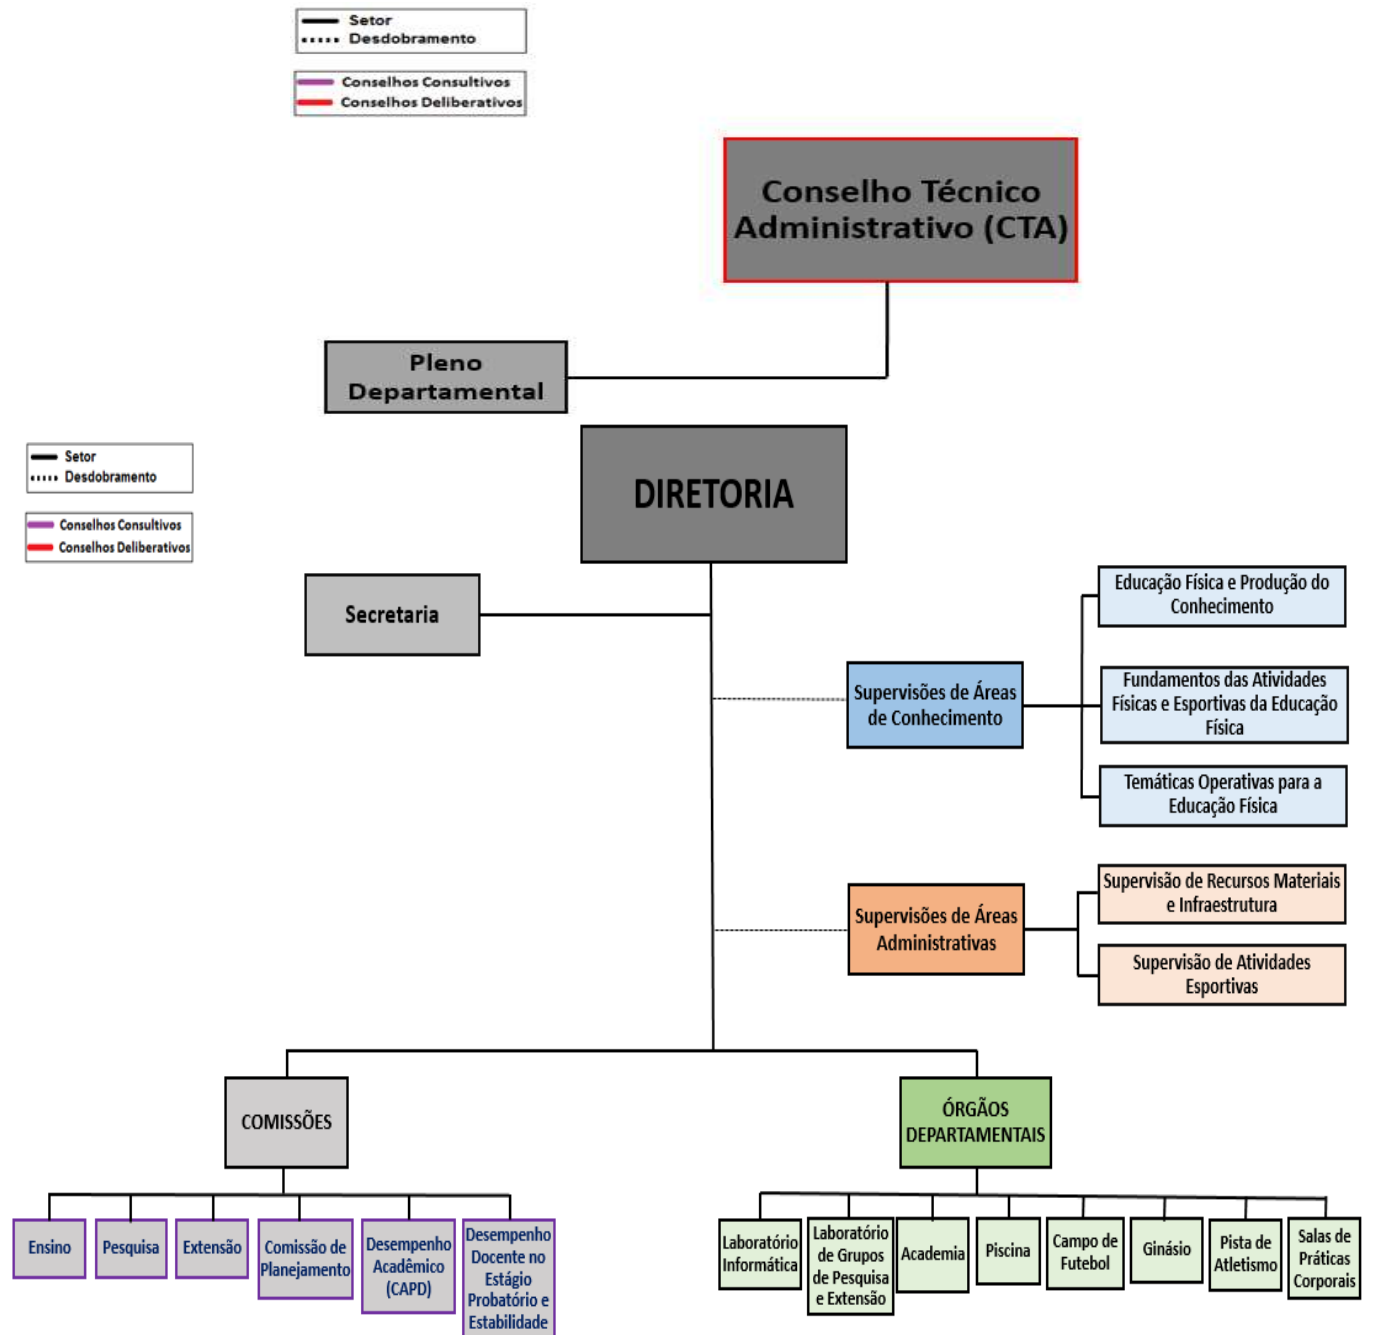 Setor
Desdobramento
Conselhos Consultivos
Conselhos Deliberativos
Conselho Técnico
Administrativo (CTA)
Pleno
Departamental
DIRETORIA
Setor
Desdobramento
Conselhos Consultivos
Conselhos Deliberativos
Secretaria
Educação Física e Produção do
Conhecimento
Supervisões de Áreas
de Conhecimento
Fundamentos das Atividades
Físicas e Esportivas da Educação
Física
Temáticas Operativas para a
Educação Física
Supervisões de Áreas
Administrativas
Supervisão de Recursos Materiais
e Infraestrutura
Supervisão de Atividades
Esportivas
COMISSÕES
ÓRGÃOS
DEPARTAMENTAIS
Ensino
Pesquisa
Extensão
Comissão de
Planejamento
Desempenho
Acadêmico
(CAPD)
Desempenho
Docente no
Estágio
Probatório e
Estabilidade
Laboratório
Informática
Laboratório
de Grupos
de Pesquisa
e Extensão
Academia
Piscina
Campo de
Futebol
Ginásio
Pista de
Atletismo
Salas de
Práticas
Corporais